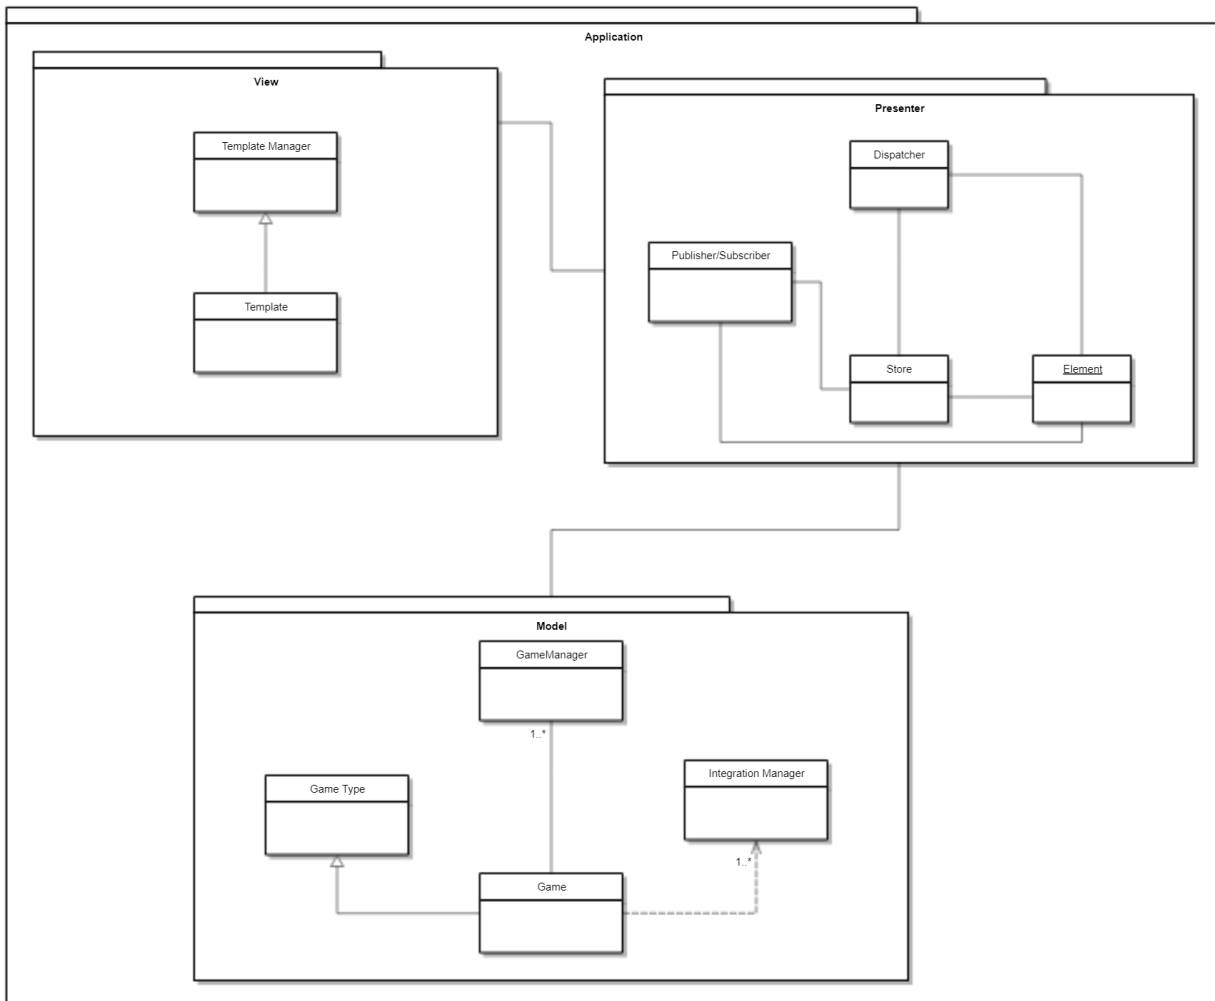 Application
View
Template Manager
Template
Presenter
Dispatcher
Publisher/Subscriber
Store
Element
Model
GameManager
1..*
Game Type
Integration Manager
1..*
Game